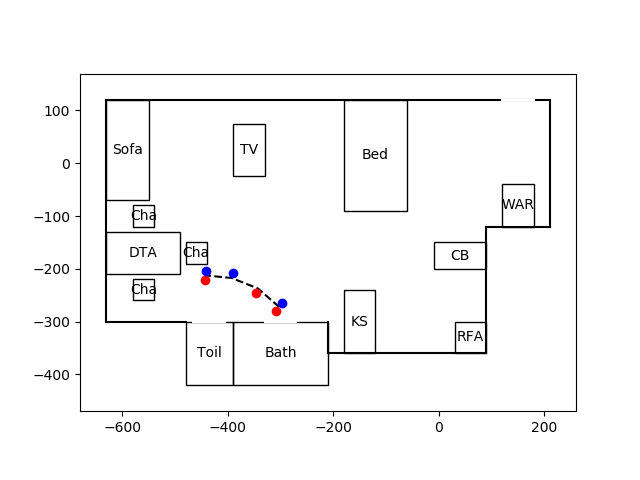 100
0
−100
−200
−300
−400
−600
−400
−200
0
200
Sofa
TV
Bed
Cha
WAR
DTA
Cha
CB
Cha
KS
RFA
Toil
Bath